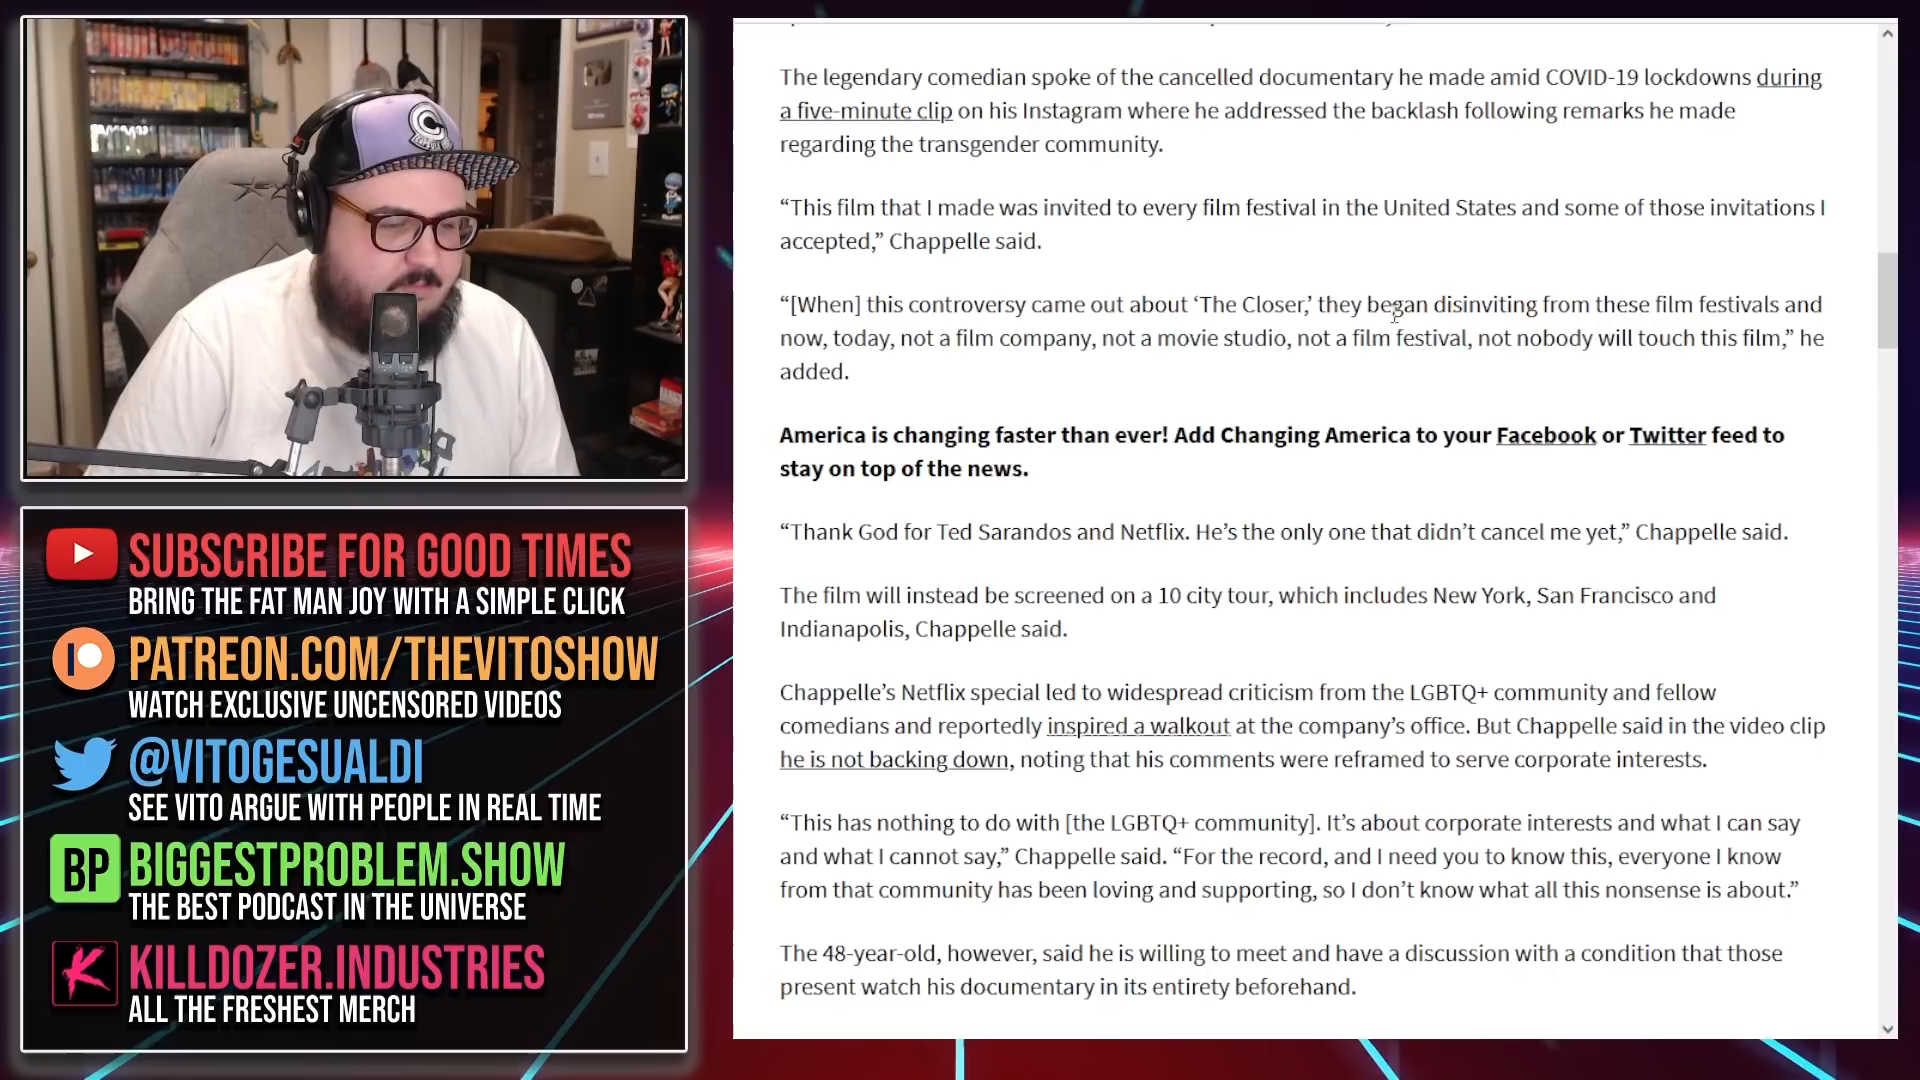 The legendary comedian spoke of the cancelled documentary he made amid COVID-19 lockdowns during
a five-minute clip on his Instagram where he addressed the backlash following remarks he made
regarding the transgender community.
“This film that I made was invited to every film festival in the United States and some of those invitations I
accepted,” Chappelle said.
“[When] this controversy came out about ‘The Closer,’ they began disinviting from these film festivals and
now, today, not a film company, not a movie studio, not a film festival, not nobody will touch this film,” he
added.
America is changing faster than ever! Add Changing America to your Facebook or Twitter feed to
stay on top of the news.
“Thank God for Ted Sarandos and Netflix. He’s the only one that didn’t cancel me yet,” Chappelle said.
The film will instead be screened on a 10 city tour, which includes New York, San Francisco and
Indianapolis, Chappelle said.
Chappelle’s Netflix special led to widespread criticism from the LGBTQ+ community and fellow
comedians and reportedly inspired a walkout at the company’s office. But Chappelle said in the video clip
he is not backing down, noting that his comments were reframed to serve corporate interests.
“This has nothing to do with [the LGBTQ+ community]. It’s about corporate interests and what I can say
and what I cannot say,” Chappelle said. “For the record, and I need you to know this, everyone I know
from that community has been loving and supporting, so I don’t know what all this nonsense is about.”
The 48-year-old, however, said he is willing to meet and have a discussion with a condition that those
present watch his documentary in its entirety beforehand.
SUBSCRIBE FOR GOOD TIMES
BRING THE FAT MAN JOY WITH A SIMPLE CLICK
PATREON.COM/THEVITOSHOW
WATCH EXCLUSIVE UNCENSORED VIDEOS
@VITOGESUALDI
SEE VITO ARGUE WITH PEOPLE IN REAL TIME
BP
BIGGESTPROBLEM.SHOW
THE BEST PODCAST IN THE UNIVERSE
K
KILLDOZER.INDUSTRIES
ALL THE FRESHEST MERCH